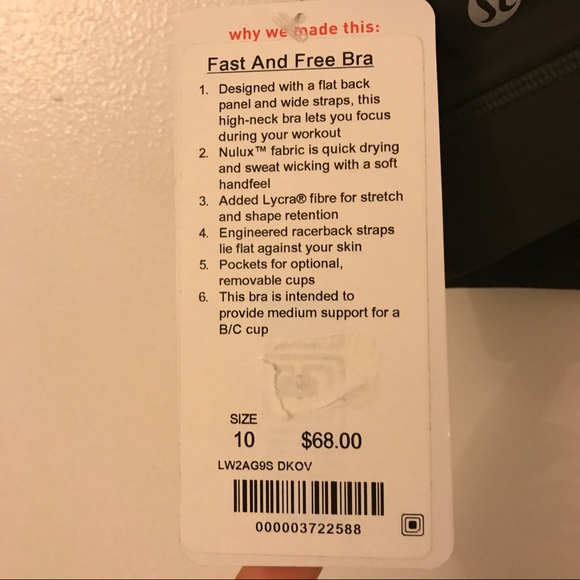 why we made this:
Fast And Free Bra
1. Designed with a flat back
panel and wide straps, this
high-neck bra lets you focus
during your workout
2. Nulux™ fabric is quick drying
and sweat wicking with a soft
handfeel
3. Added Lycra® fibre for stretch
and shape retention
4. Engineered racerback straps
lie flat against your skin
5. Pockets for optional,
removable cups
6. This bra is intended to
provide medium support for a
B/C cup
SIZE
10 $68.00
LW2AG9S DKOV
000003722588